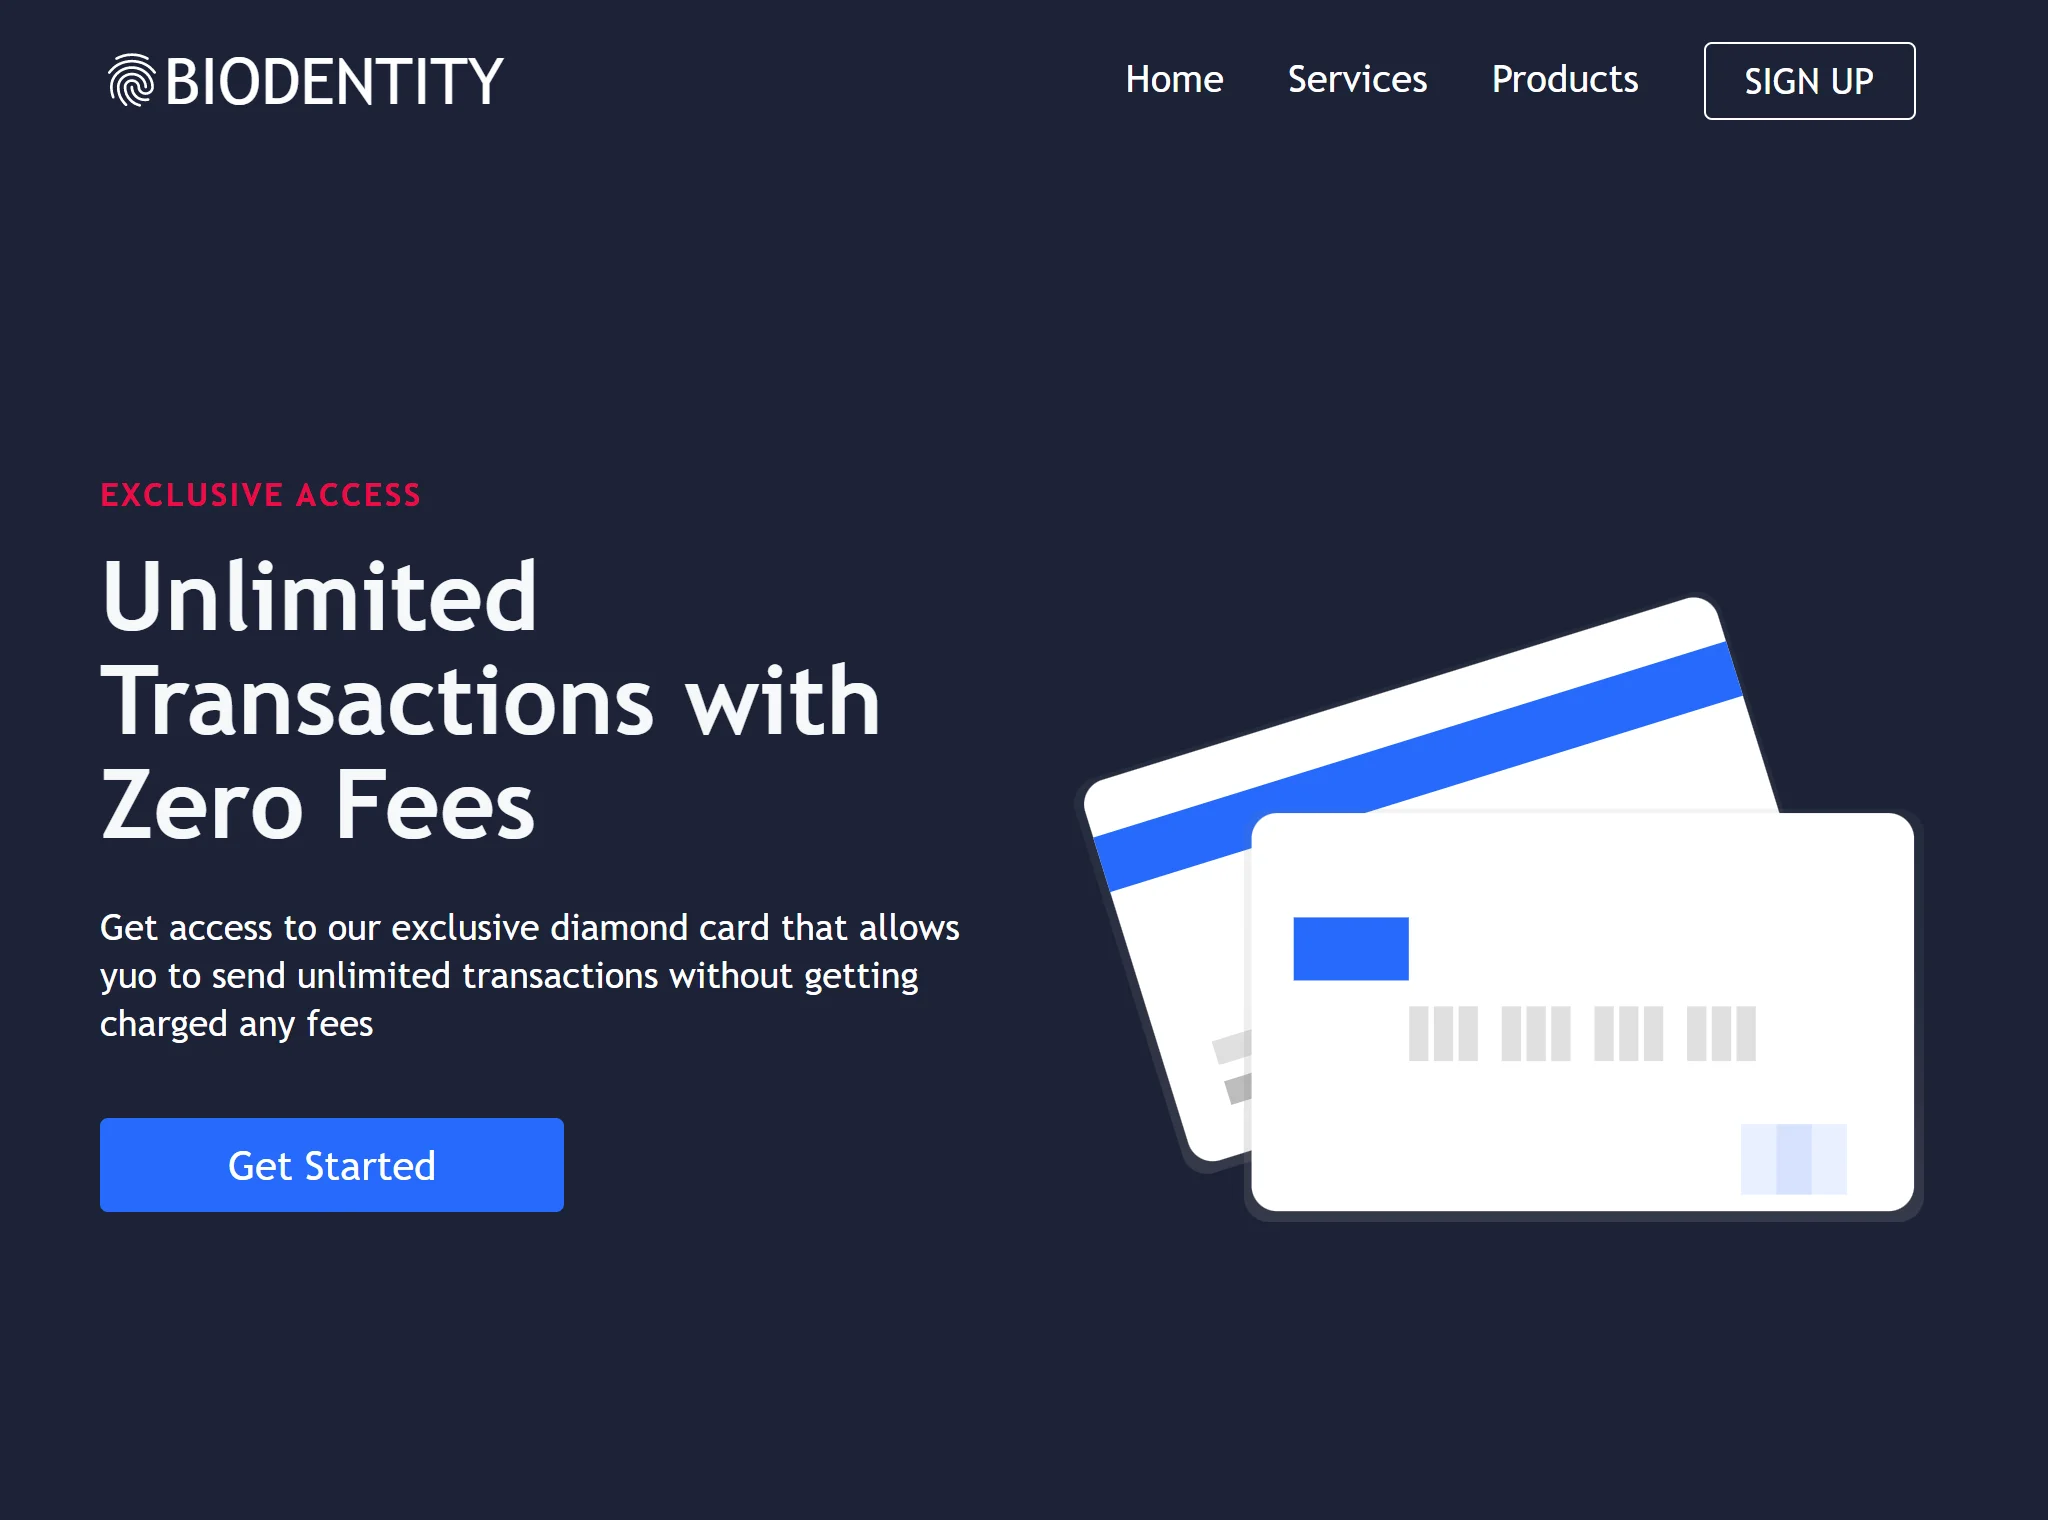 BIODENTITY
Home
Services
Products
SIGN UP
EXCLUSIVE ACCESS
Unlimited
Transactions with
Zero Fees
Get access to our exclusive diamond card that allows
yuo to send unlimited transactions without getting
charged any fees
Get Started